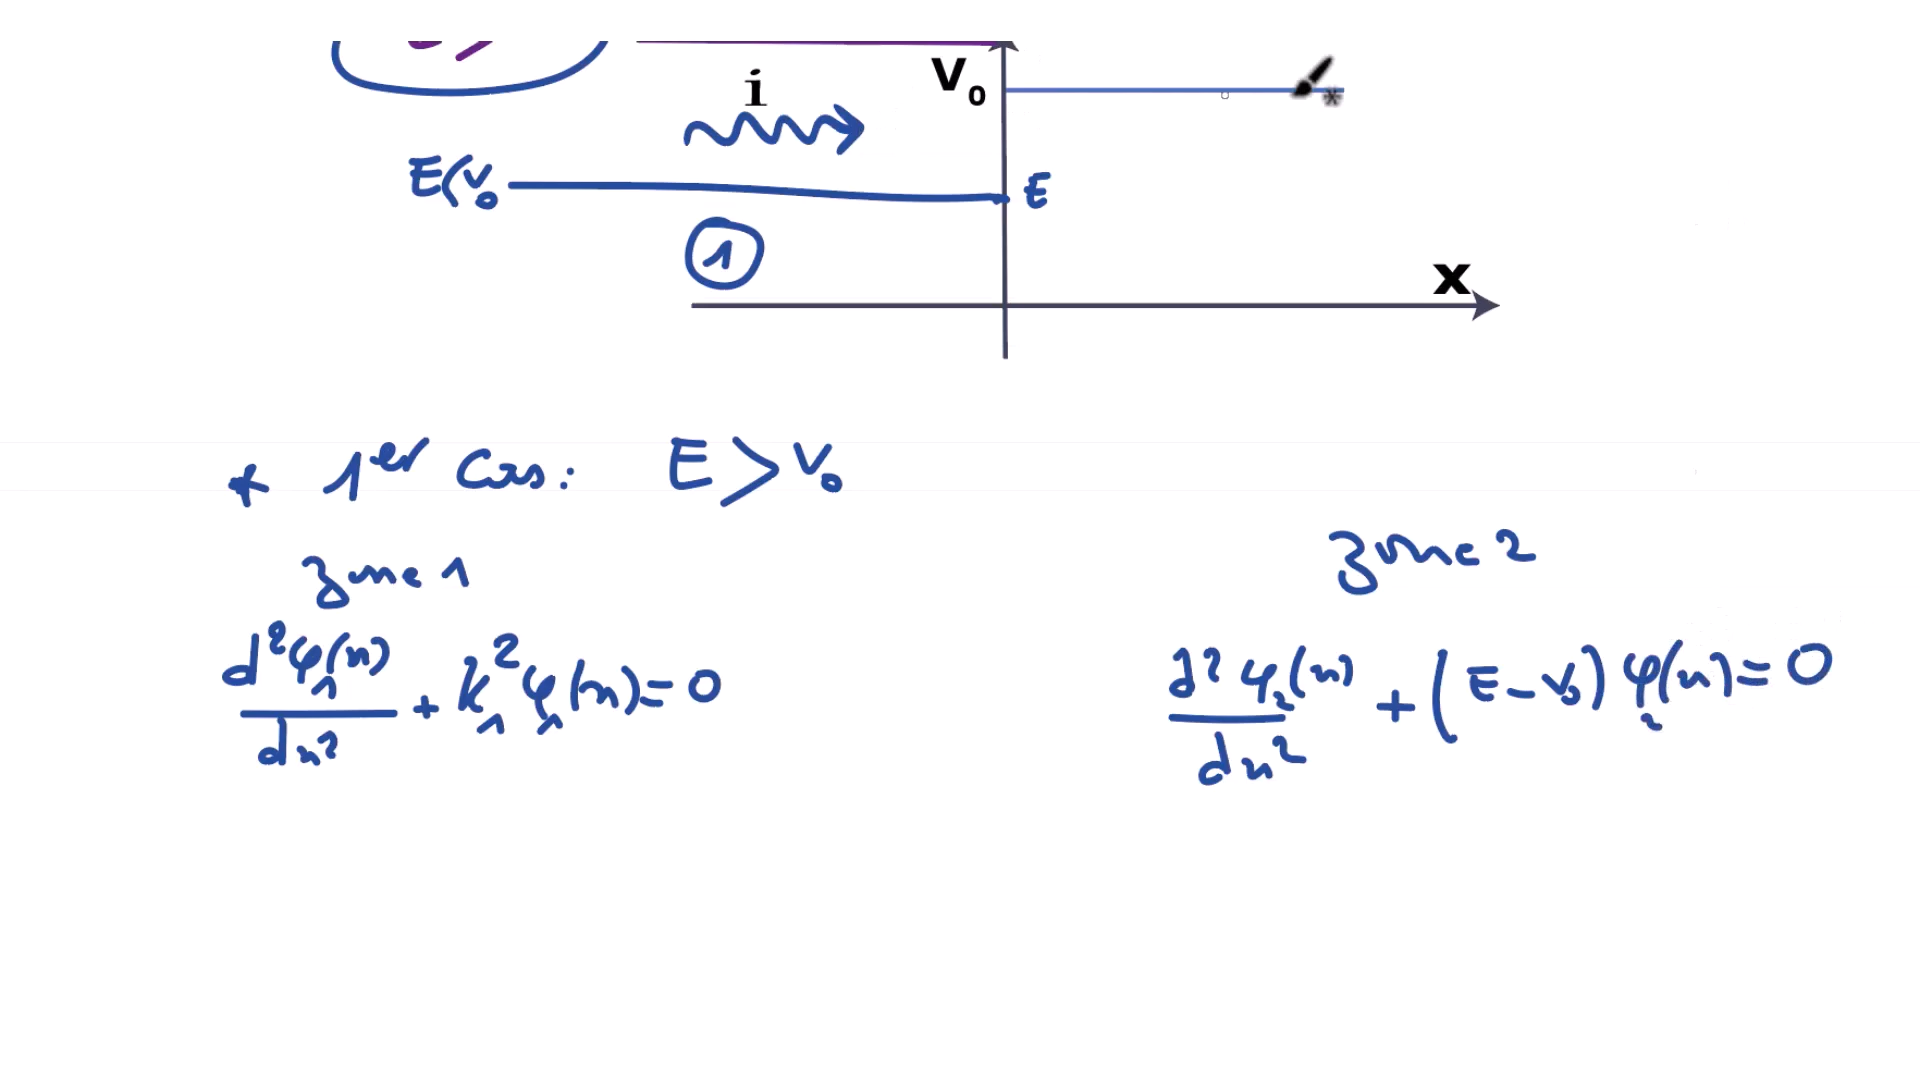 i
V₀
E<V₀
E
1
x
* 1er Cas : E > V₀
zone 1
zone 2
d²φ₁(x)/dx² + k₁²φ₁(x) = 0
d²φ₂(x)/dx² + (E - V₀) φ₂(x) = 0